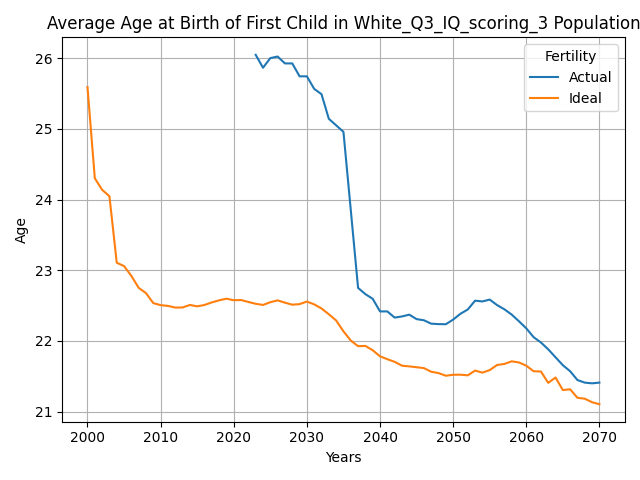 Average Age at Birth of First Child in White_Q3_IQ_scoring_3 Population
Fertility
Actual
Ideal
26
25
24
23
22
21
Age
2000 2010 2020 2030 2040 2050 2060 2070
Years